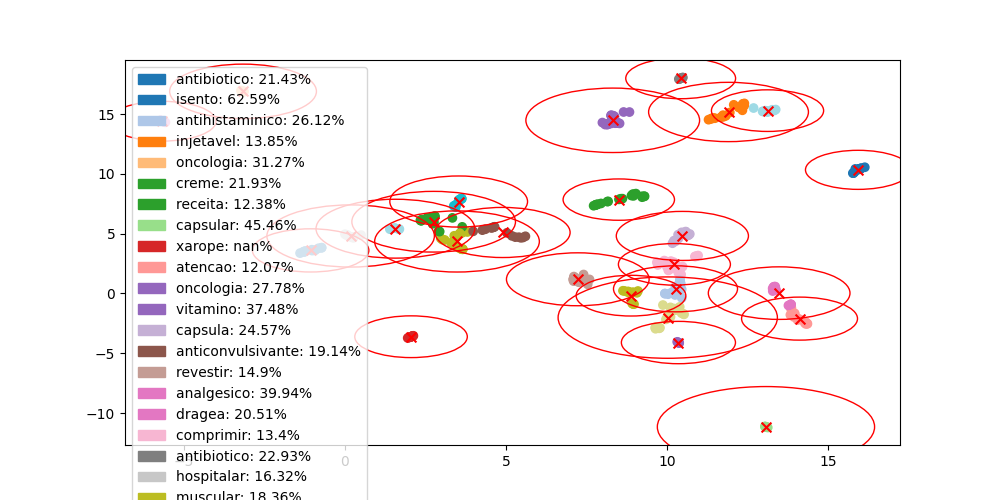 antibiotico: 21.43%
isento: 62.59%
antihistaminico: 26.12%
injetavel: 13.85%
oncologia: 31.27%
creme: 21.93%
receita: 12.38%
capsular: 45.46%
xarope: nan%
atencao: 12.07%
oncologia: 27.78%
vitamino: 37.48%
capsula: 24.57%
anticonvulsivante: 19.14%
revestir: 14.9%
analgesico: 39.94%
dragea: 20.51%
comprimir: 13.4%
antibiotico: 22.93%
hospitalar: 16.32%
muscular: 18.36%
15
10
5
0
−5
−10
0
5
10
15